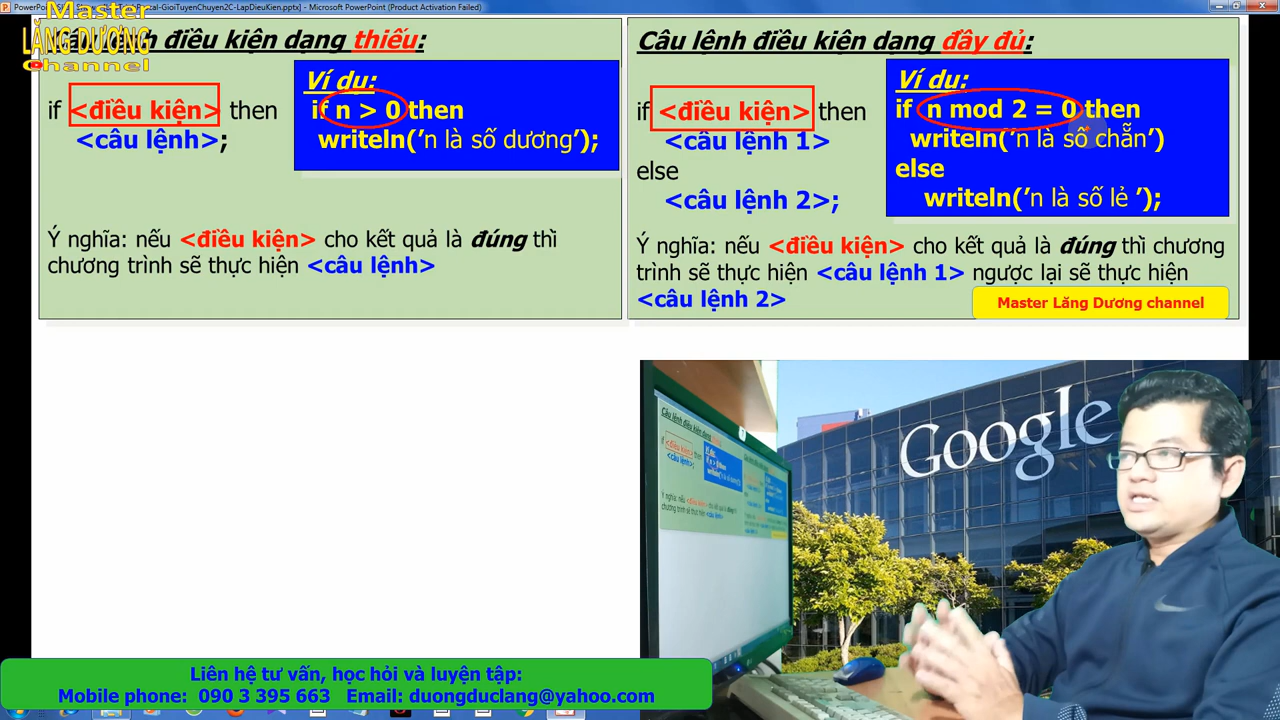 Master
LĂNG DƯƠNG
channel
lệnh điều kiện dạng thiếu:
if <điều kiện> then
<câu lệnh>;
Ví dụ:
if n > 0 then
writeln('n là số dương');
Ý nghĩa: nếu <điều kiện> cho kết quả là đúng thì
chương trình sẽ thực hiện <câu lệnh>
Câu lệnh điều kiện dạng đầy đủ:
if <điều kiện> then
<câu lệnh 1>
else
<câu lệnh 2>;
Ví dụ:
if n mod 2 = 0 then
writeln('n là số chẵn')
else
writeln('n là số lẻ ');
Ý nghĩa: nếu <điều kiện> cho kết quả là đúng thì chương
trình sẽ thực hiện <câu lệnh 1> ngược lại sẽ thực hiện
<câu lệnh 2>
Master Lăng Dương channel
Google
Liên hệ tư vấn, học hỏi và luyện tập:
Mobile phone: 090 3 395 663 Email: duongduclang@yahoo.com